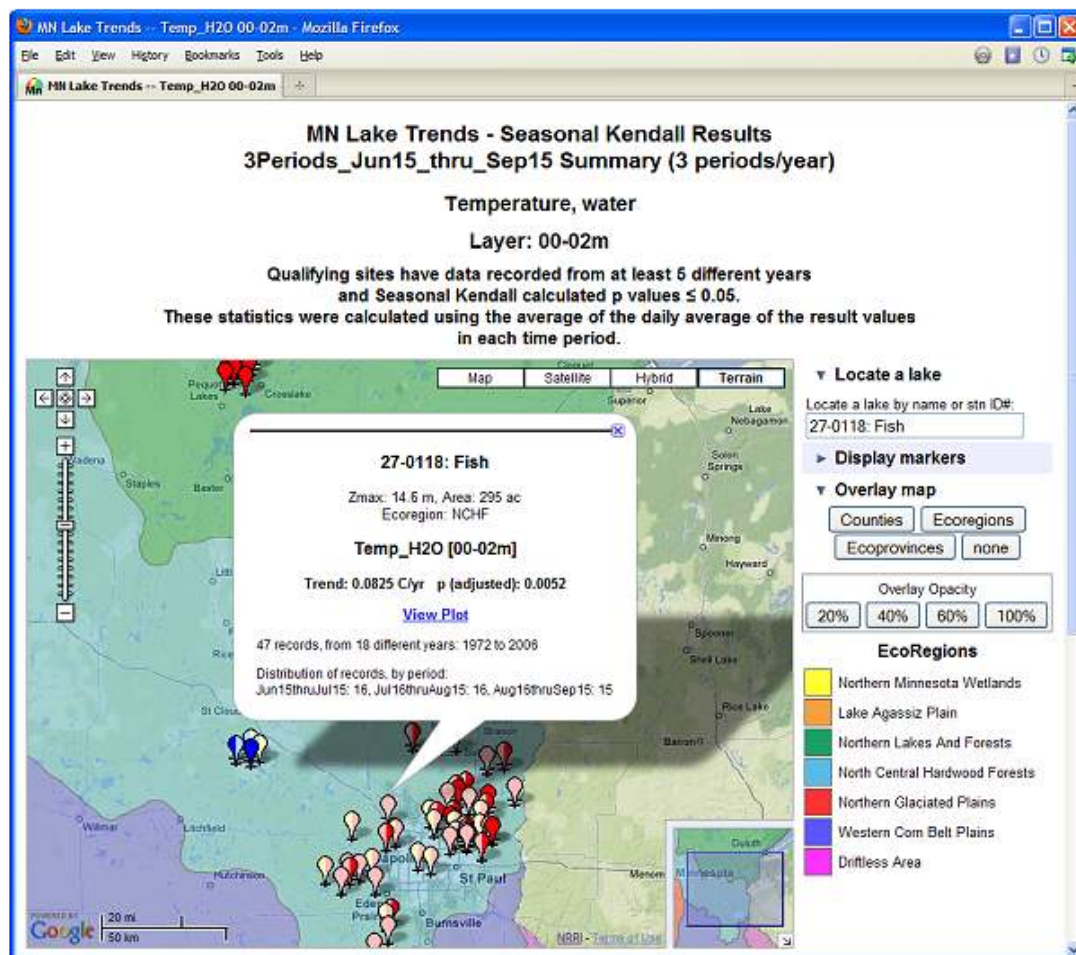 MN Lake Trends -- Temp_H2O 00-02m - Mozilla Firefox
File Edit View History Bookmarks Tools Help
MN Lake Trends -- Temp_H2O 00-02m
MN Lake Trends - Seasonal Kendall Results
3Periods_Jun15_thru_Sep15 Summary (3 periods/year)
Temperature, water
Layer: 00-02m
Qualifying sites have data recorded from at least 5 different years
and Seasonal Kendall calculated p values ≤ 0.05.
These statistics were calculated using the average of the daily average of the result values
in each time period.
Map Satellite Hybrid Terrain
Pequot
Lakes
Crosslake
Superior
Lake
Nebagamon
Staples
Baxter
Solon
Springs
Minong
Hayward
Spooner
Shell Lake
Rice Lake
Barron
St Cloud
Willmar
Litchfield
Hutchinson
St Paul
Eden
Prairie
Burnsville
Menom
27-0118: Fish
Zmax: 14.6 m, Area: 295 ac
Ecoregion: NCHF
Temp_H2O [00-02m]
Trend: 0.0825 C/yr p (adjusted): 0.0052
View Plot
47 records, from 18 different years: 1972 to 2006
Distribution of records, by period:
Jun15thruJul15: 16, Jul16thruAug15: 16, Aug16thruSep15: 15
POWERED BY
Google
20 mi
50 km
NRRI - Terms of Use
Duluth
Minnesota
Locate a lake
Locate a lake by name or stn ID#:
27-0118: Fish
Display markers
Overlay map
Counties Ecoregions
Ecoprovinces none
Overlay Opacity
20% 40% 60% 100%
EcoRegions
Northern Minnesota Wetlands
Lake Agassiz Plain
Northern Lakes And Forests
North Central Hardwood Forests
Northern Glaciated Plains
Western Corn Belt Plains
Driftless Area